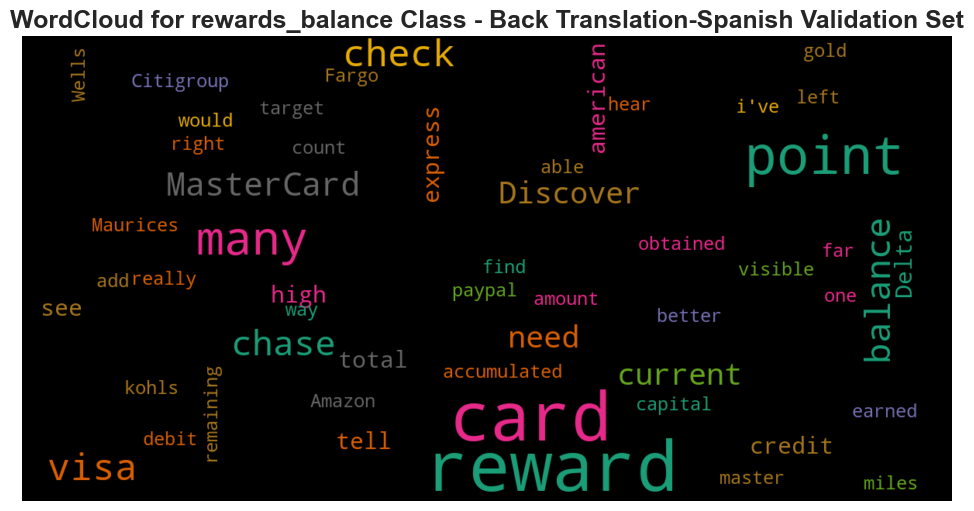 WordCloud for rewards_balance Class - Back Translation-Spanish Validation Set
Wells
Citigroup
Fargo
check
american
gold
target
would
right
count
express
hear
i've
left
able
point
MasterCard
Discover
Maurices
many
obtained
far
balance
Delta
find
visible
add
really
see
high
way
paypal
amount
one
better
chase
total
need
accumulated
current
kohls
remaining
Amazon
card
capital
earned
debit
tell
visa
reward
credit
master
miles